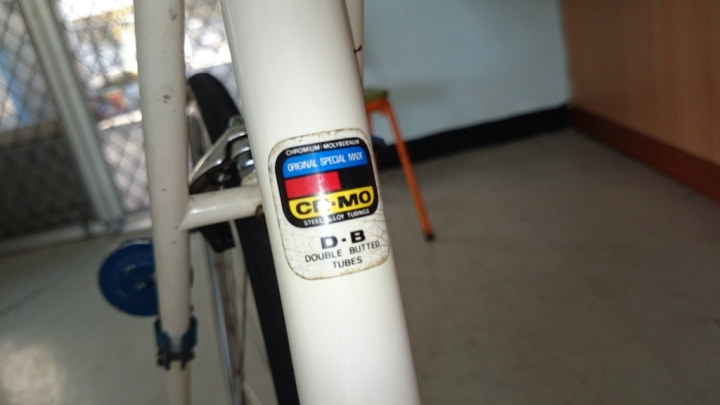 CHROMIUM-MOLYBDENUM
ORIGINAL SPECIAL MADE
CR·MO
STEEL ALLOY TUBINGS
D·B
DOUBLE BUTTED
TUBES